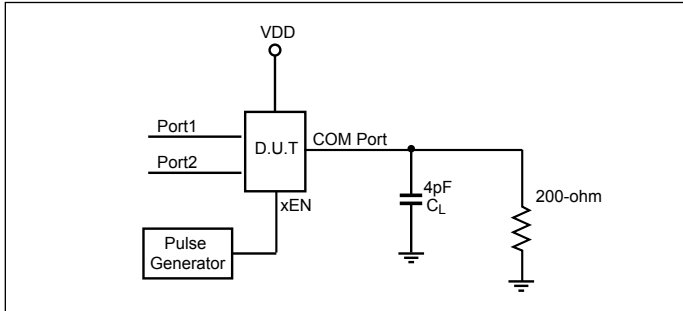 VDD
Port1
Port2
D.U.T
COM Port
xEN
4pF
CL
200-ohm
Pulse
Generator